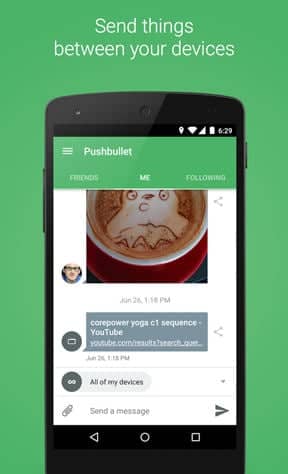 Send things
between your devices
6:29
Pushbullet
FRIENDS ME FOLLOWING
Jun 26, 1:18 PM
corepower yoga c1 sequence -
YouTube
youtube.com/results?search_que...
Jun 26, 1:18 PM
All of my devices
Send a message